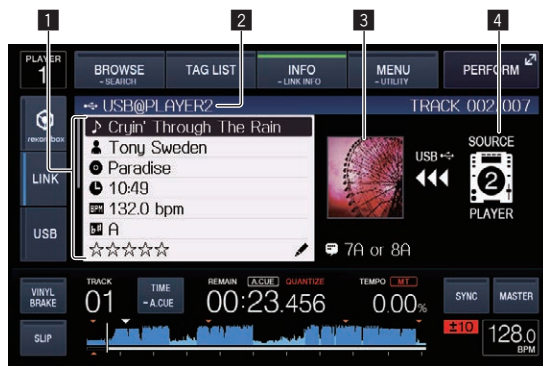 1 2 3 4
PLAYER 1
BROWSE
-SEARCH
TAG LIST
INFO
-LINK INFO
MENU
-UTILITY
PERFORM
USB@PLAYER2
TRACK 002/007
rekordbox
LINK
USB
Cryin' Through The Rain
Tony Sweden
Paradise
10:49
BPM 132.0 bpm
A
USB
SOURCE
2
PLAYER
7A or 8A
VINYL
BRAKE
TRACK
01
TIME
-A.CUE
REMAIN A.CUE QUANTIZE
00:23.456
TEMPO MT
0.00%
SYNC
MASTER
SLIP
±10
128.0
BPM